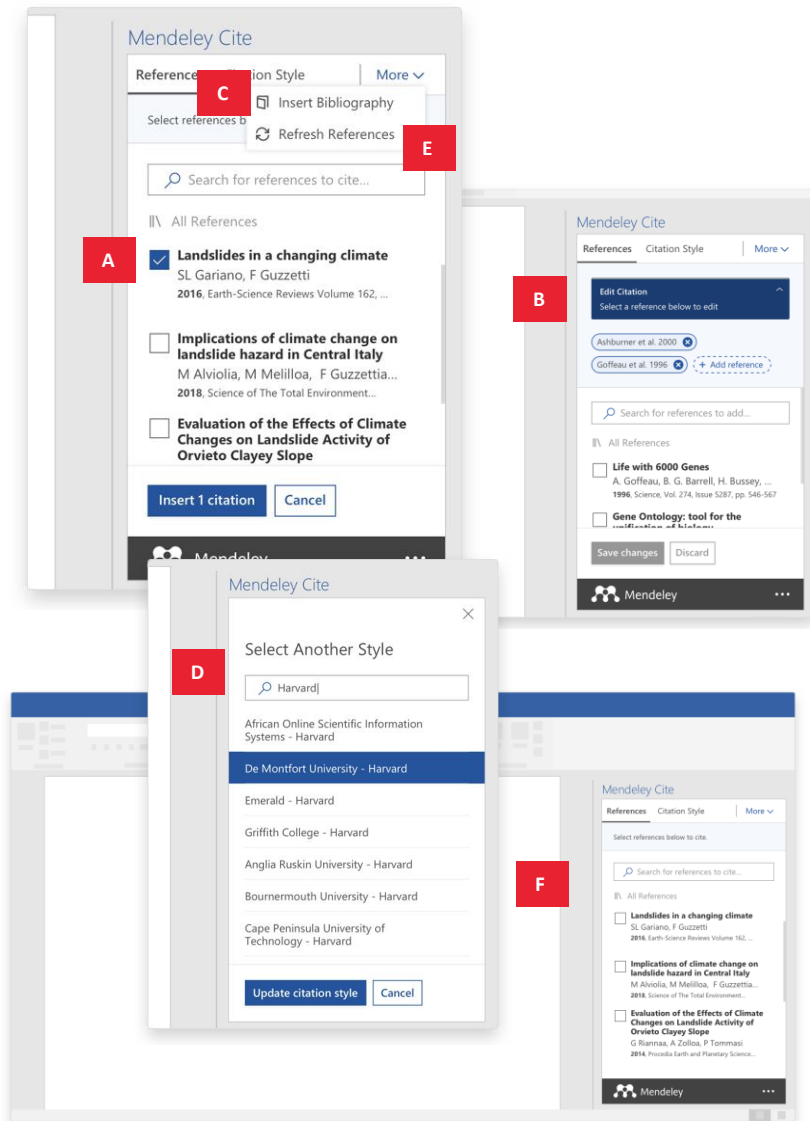 Mendeley Cite
References
Citation Style
More
C
Insert Bibliography
Select references b
Refresh References
E
Search for references to cite...
All References
A
Landslides in a changing climate
SL Gariano, F Guzzetti
2016, Earth-Science Reviews Volume 162, ...
Implications of climate change on
landslide hazard in Central Italy
M Alviolia, M Melilloa, F Guzzettia...
2018, Science of The Total Environment...
Evaluation of the Effects of Climate
Changes on Landslide Activity of
Orvieto Clayey Slope
Insert 1 citation
Cancel
Mendeley
...
Mendeley Cite
References
Citation Style
More
B
Edit Citation
Select a reference below to edit
Ashburner et al. 2000
Goffeau et al. 1996
+ Add reference
Search for references to add...
All References
Life with 6000 Genes
A. Goffeau, B. G. Barrell, H. Bussey, ...
1996, Science, Vol. 274, Issue 5287, pp. 546-567
Gene Ontology: tool for the
unification of biology
Save changes
Discard
Mendeley
...
Mendeley Cite
D
Select Another Style
Harvard
African Online Scientific Information
Systems - Harvard
De Montfort University - Harvard
Emerald - Harvard
Griffith College - Harvard
Anglia Ruskin University - Harvard
Bournermouth University - Harvard
Cape Peninsula University of
Technology - Harvard
Update citation style
Cancel
Mendeley Cite
References
Citation Style
More
F
Select references below to cite.
Search for references to cite...
All References
Landslides in a changing climate
SL Gariano, F Guzzetti
2016, Earth-Science Reviews Volume 162, ...
Implications of climate change on
landslide hazard in Central Italy
M Alviolia, M Melilloa, F Guzzettia...
2018, Science of The Total Environment...
Evaluation of the Effects of Climate
Changes on Landslide Activity of
Orvieto Clayey Slope
G Riannaa, A Zolloa, P Tommasi
2014, Procedia Earth and Planetary Science...
Mendeley
...